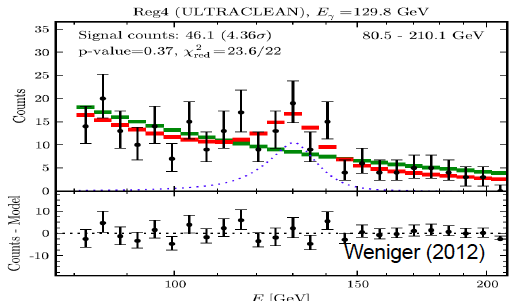 Reg4 (ULTRACLEAN), E_γ = 129.8 GeV
Signal counts: 46.1 (4.36σ)
80.5 - 210.1 GeV
p-value=0.37, χ²_red=23.6/22
Counts
35
30
25
20
15
10
5
0
Counts - Model
10
0
-10
Weniger (2012)
100
150
200
E [GeV]